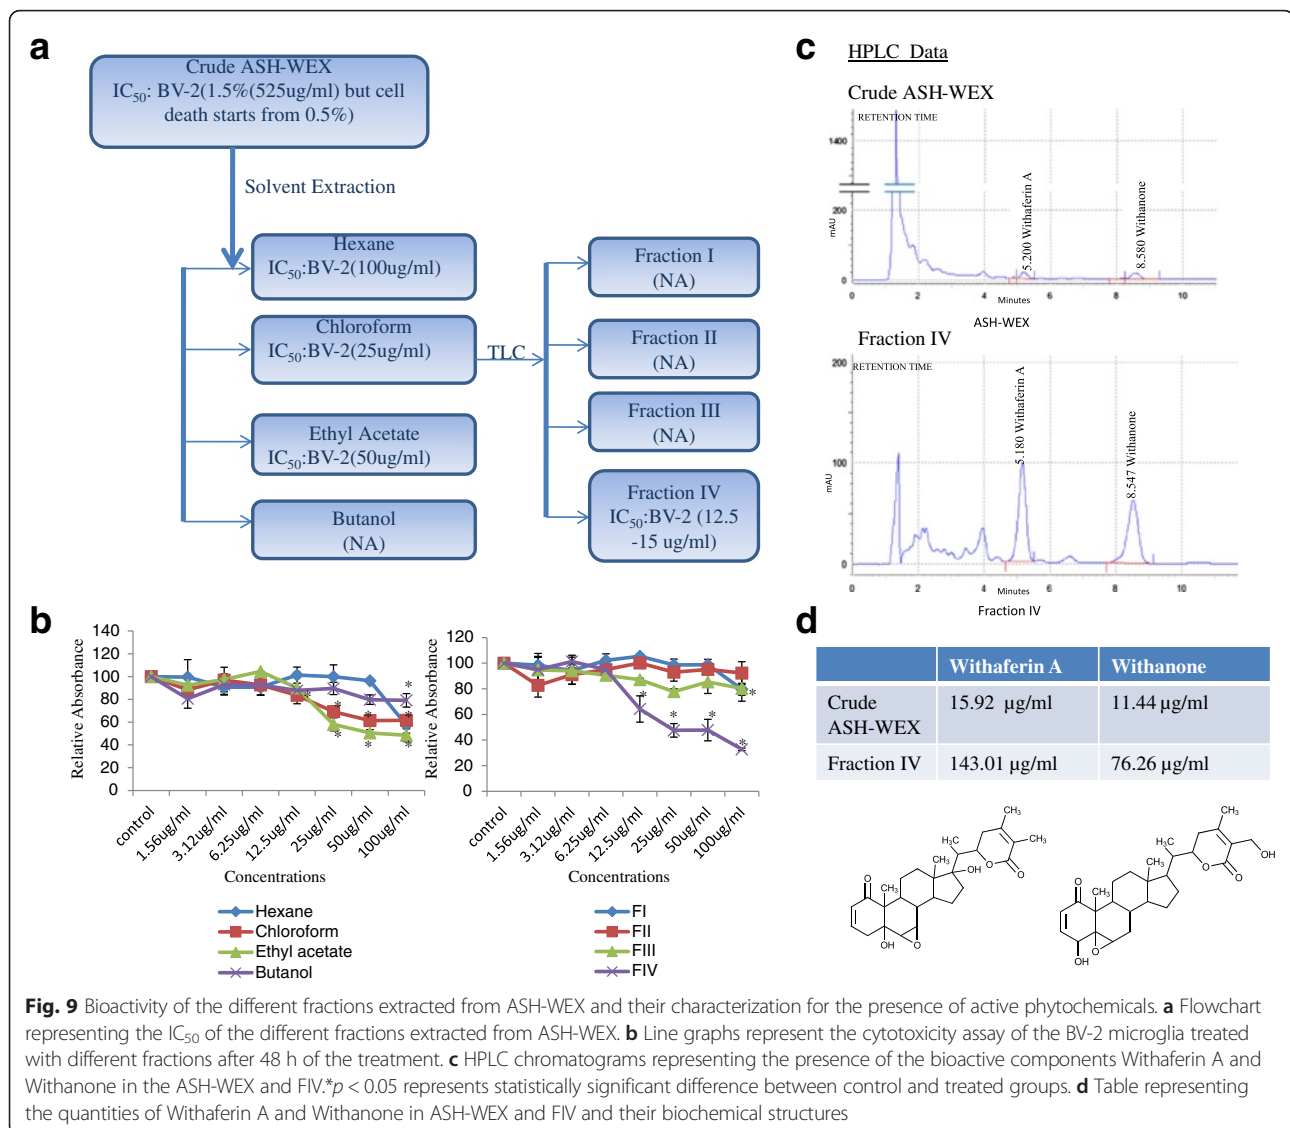 a
Crude ASH-WEX
IC50: BV-2(1.5%(525ug/ml) but cell
death starts from 0.5%)
Solvent Extraction
Hexane
IC50:BV-2(100ug/ml)
Chloroform
IC50:BV-2(25ug/ml)
Ethyl Acetate
IC50:BV-2(50ug/ml)
Butanol
(NA)
TLC
Fraction I
(NA)
Fraction II
(NA)
Fraction III
(NA)
Fraction IV
IC50:BV-2 (12.5
-15 ug/ml)
c
HPLC Data
Crude ASH-WEX
RETENTION TIME
1400
200
0
mAU
5.200 Withaferin A
8.580 Withanone
0 2 4 6 8 10
Minutes
ASH-WEX
Fraction IV
RETENTION TIME
200
100
0
mAU
5.180 Withaferin A
8.547 Withanone
0 2 4 6 8 10
Minutes
Fraction IV
b
Relative Absorbance
140
120
100
80
60
40
20
0
* * * * * * * *
control 1.56ug/ml 3.12ug/ml 6.25ug/ml 12.5ug/ml 25ug/ml 50ug/ml 100ug/ml
Concentrations
Hexane
Chloroform
Ethyl acetate
Butanol
Relative Absorbance
120
100
80
60
40
20
0
* * * * *
control 1.56ug/ml 3.12ug/ml 6.25ug/ml 12.5ug/ml 25ug/ml 50ug/ml 100ug/ml
Concentrations
FI
FII
FIII
FIV
d
Withaferin A Withanone
Crude ASH-WEX 15.92 µg/ml 11.44 µg/ml
Fraction IV 143.01 µg/ml 76.26 µg/ml
CH3
H3C
CH3
CH3
OH
O
O
O
CH3
OH
O
CH3
H3C
CH3
OH
O
O
O
CH3
O
OH
Fig. 9 Bioactivity of the different fractions extracted from ASH-WEX and their characterization for the presence of active phytochemicals. a Flowchart
representing the IC50 of the different fractions extracted from ASH-WEX. b Line graphs represent the cytotoxicity assay of the BV-2 microglia treated
with different fractions after 48 h of the treatment. c HPLC chromatograms representing the presence of the bioactive components Withaferin A and
Withanone in the ASH-WEX and FIV.*p < 0.05 represents statistically significant difference between control and treated groups. d Table representing
the quantities of Withaferin A and Withanone in ASH-WEX and FIV and their biochemical structures